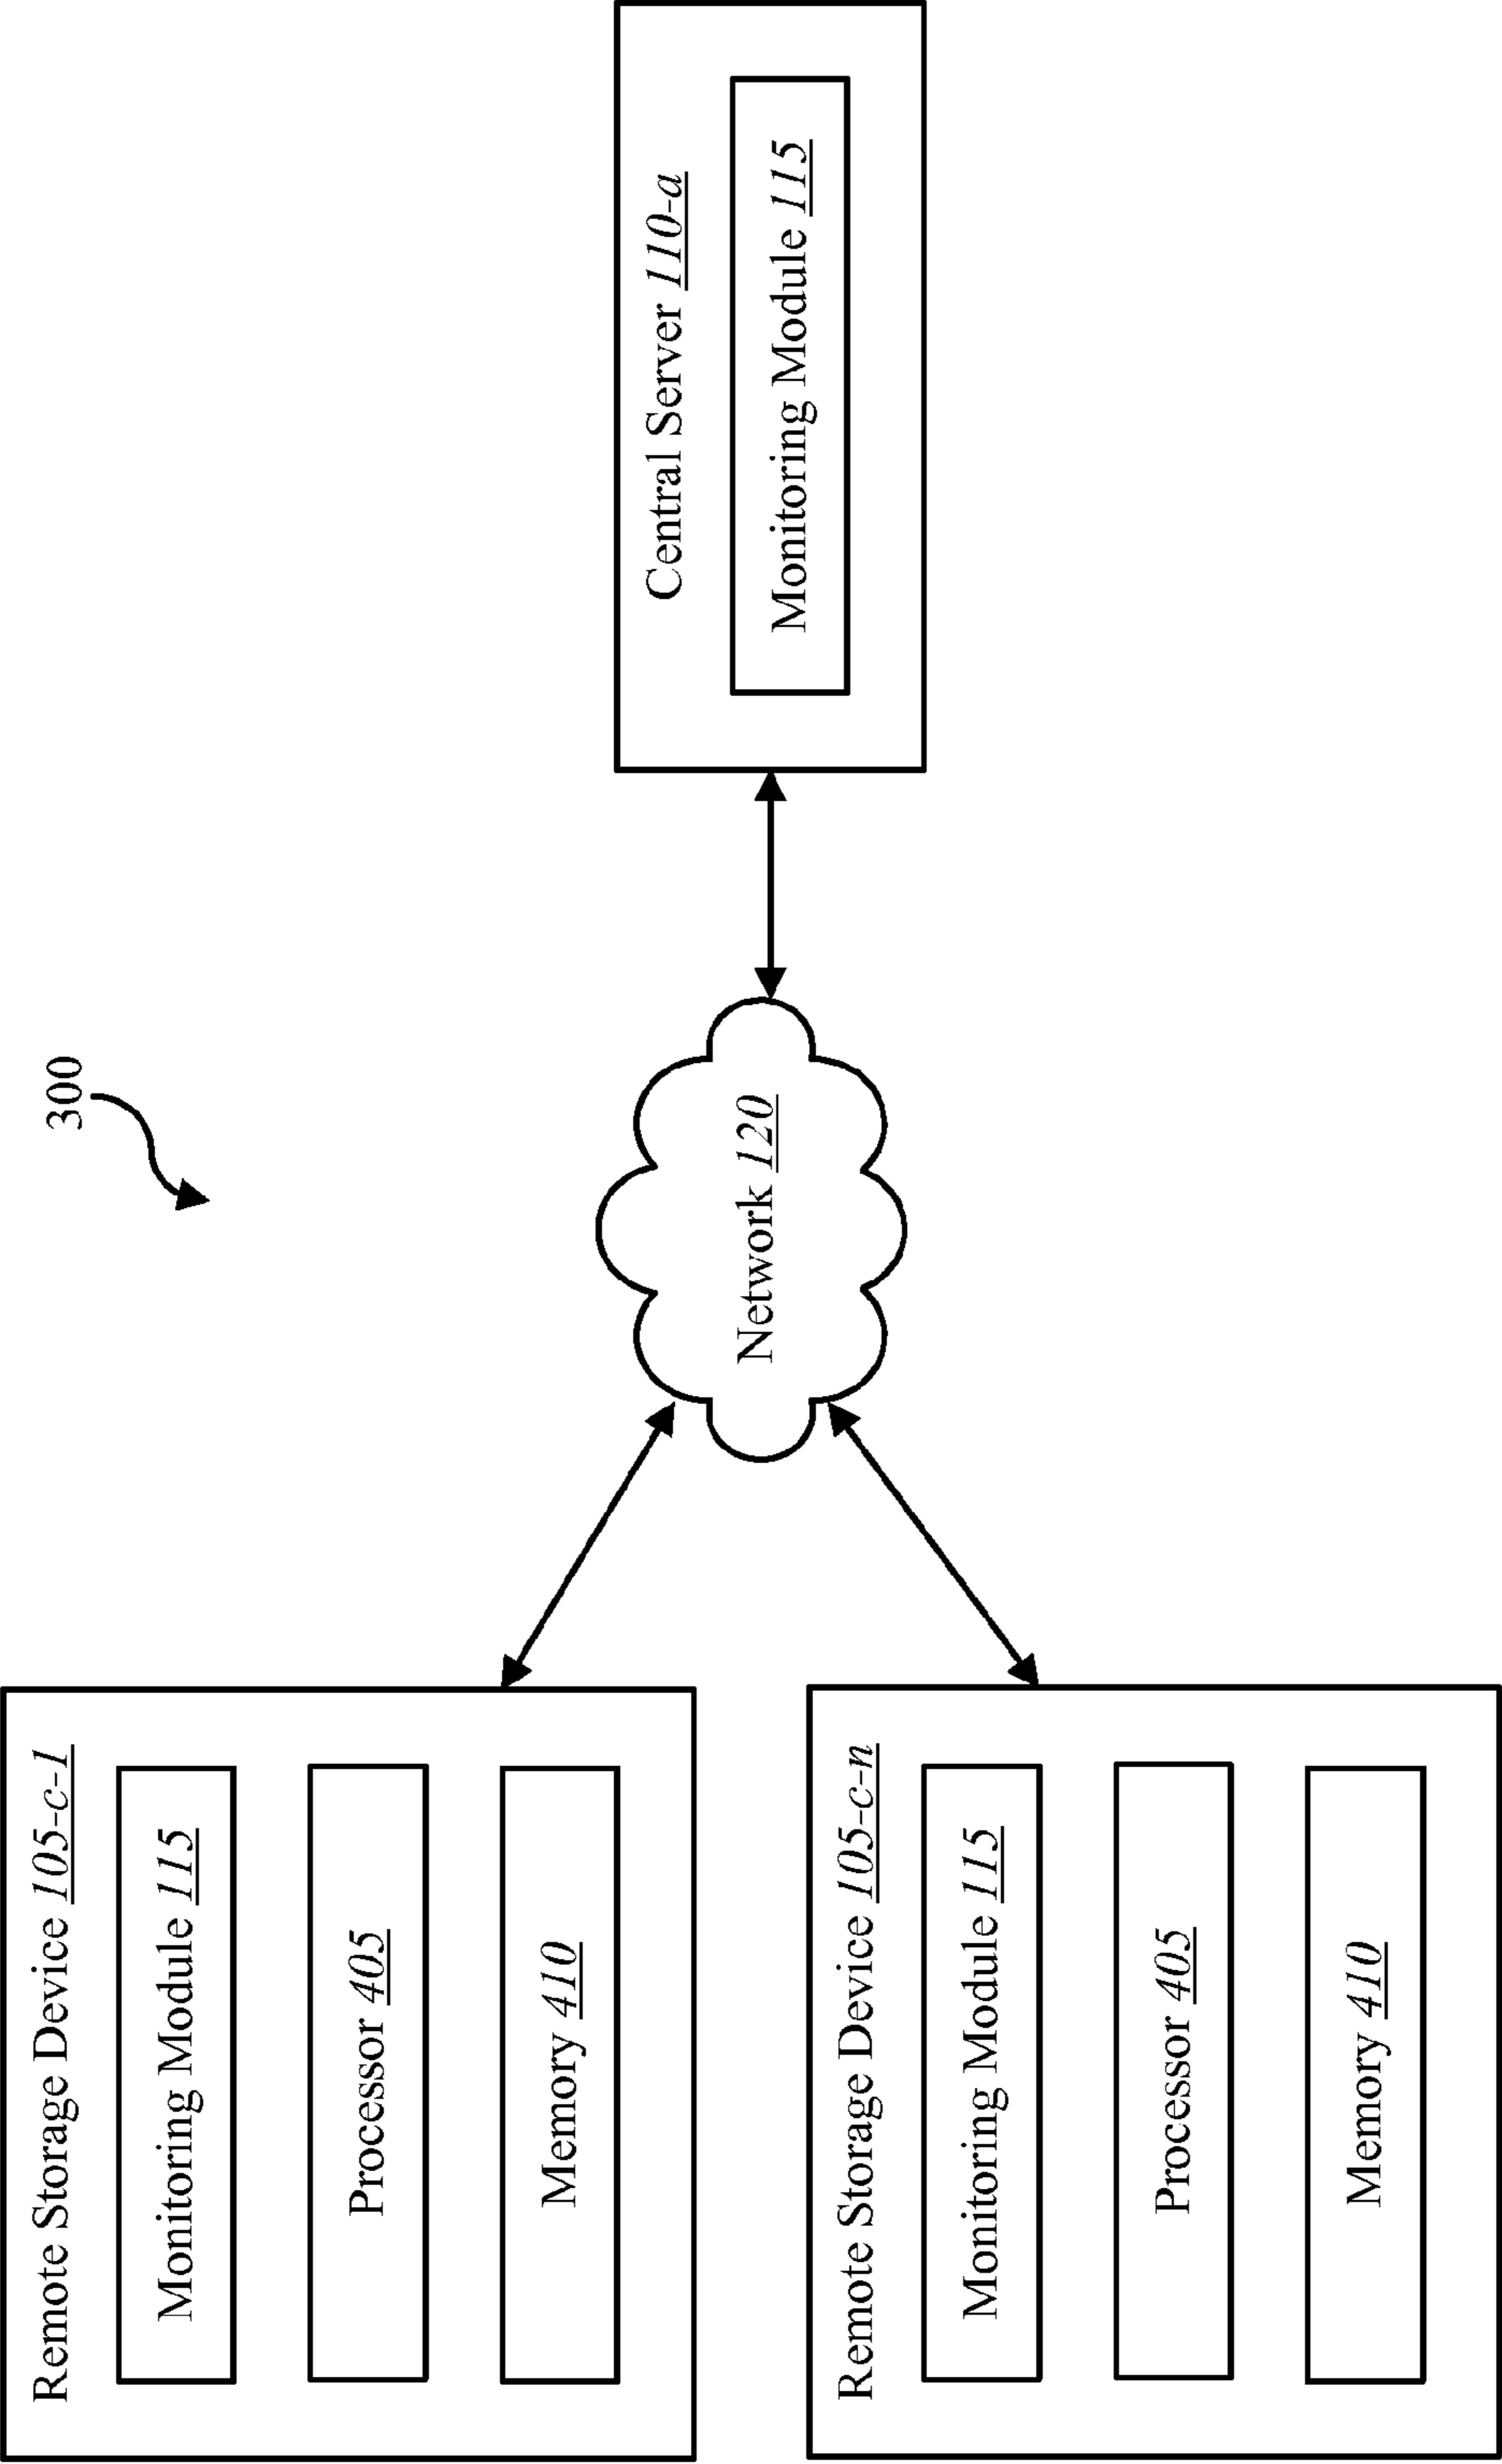 300
Remote Storage Device 105-c-1
Monitoring Module 115
Processor 405
Memory 410
Network 120
Central Server 110-a
Monitoring Module 115
Remote Storage Device 105-c-n
Monitoring Module 115
Processor 405
Memory 410